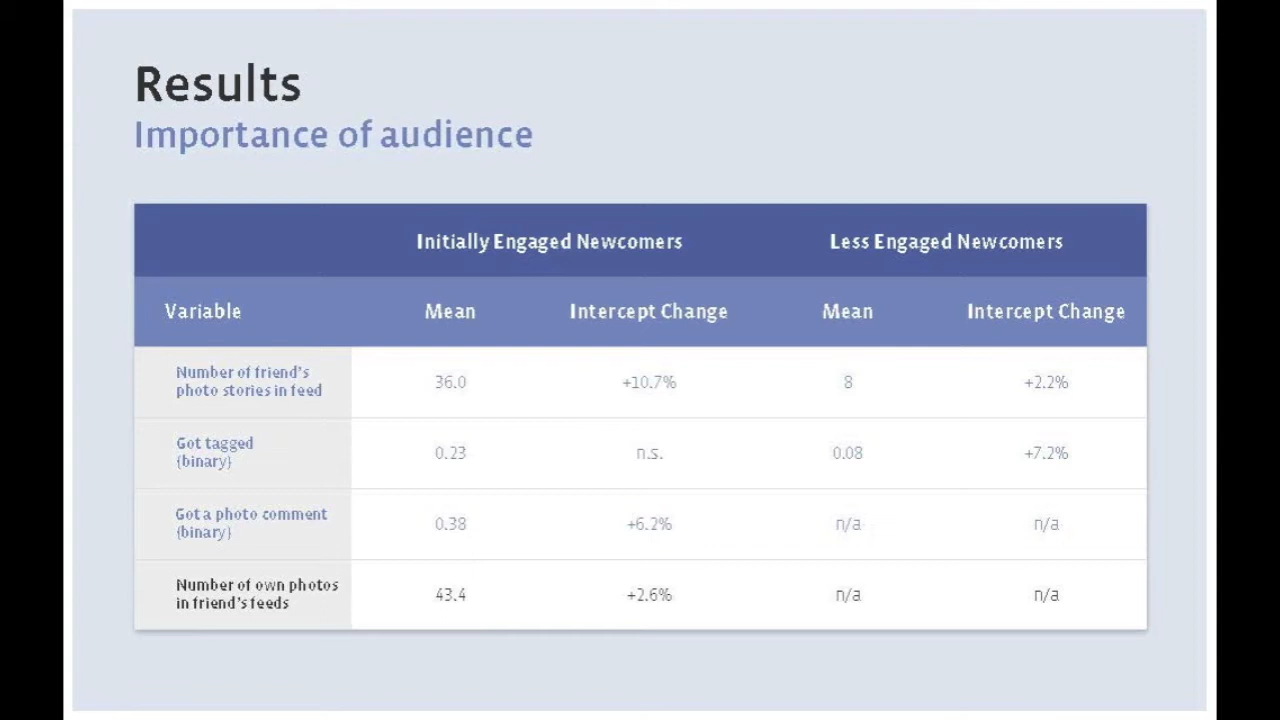 Results
Importance of audience
Initially Engaged Newcomers Less Engaged Newcomers
Variable Mean Intercept Change Mean Intercept Change
Number of friend's
photo stories in feed 36.0 +10.7% 8 +2.2%
Got tagged
(binary) 0.23 n.s. 0.08 +7.2%
Got a photo comment
(binary) 0.38 +6.2% n/a n/a
Number of own photos
in friend's feeds 43.4 +2.6% n/a n/a